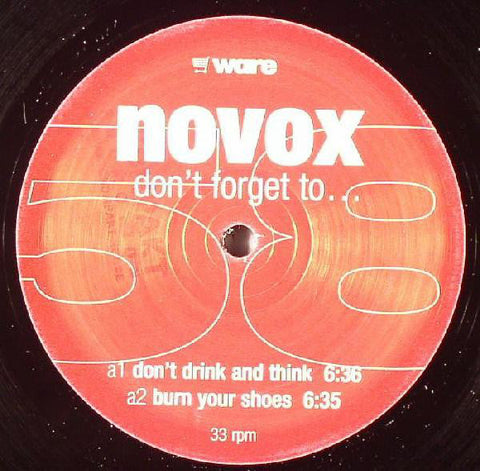 ware
novox
don't forget to...
a1 don't drink and think 6:36
a2 burn your shoes 6:35
33 rpm